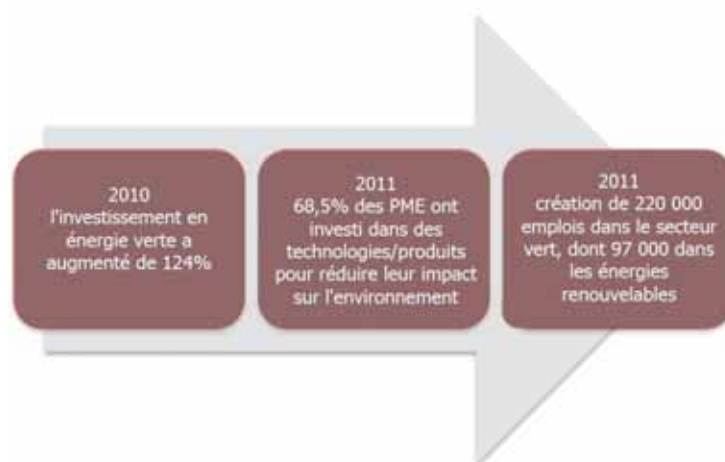 2010
l'investissement en
énergie verte a
augmenté de 124%
2011
68,5% des PME ont
investi dans des
technologies/produits
pour réduire leur impact
sur l'environnement
2011
création de 220 000
emplois dans le secteur
vert, dont 97 000 dans
les énergies
renouvelables